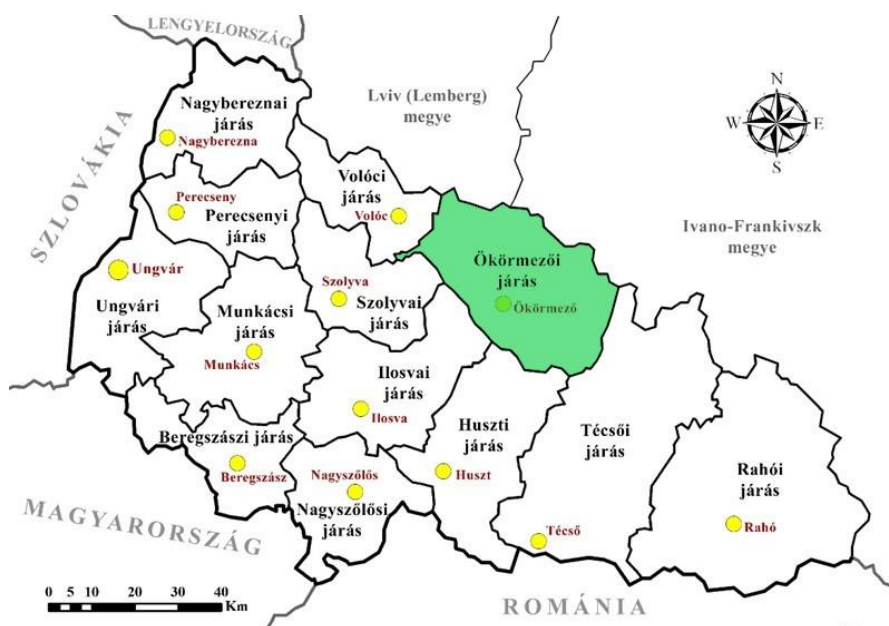 LENGYELORSZÁG
Lviv (Lemberg)
megye
N
W
E
S
SZLOVÁKIA
Nagybereznai
járás
Nagyberezna
Perecseny
Perecsenyi
járás
Volóci
járás
Volóc
Ivano-Frankivszk
megye
Ungvár
Ungvári
járás
Szolyva
Szolyvai
járás
Ökörmezői
járás
Ökörmező
Munkácsi
járás
Munkács
Ilosvai
járás
Ilosva
Huszti
járás
Huszt
Técsői
járás
Técső
Rahói
járás
Rahó
Beregszászi járás
Beregszász
Nagyszőlős
Nagyszőlősi
járás
MAGYARORSZÁG
ROMÁNIA
0 5 10 20 30 40
Km